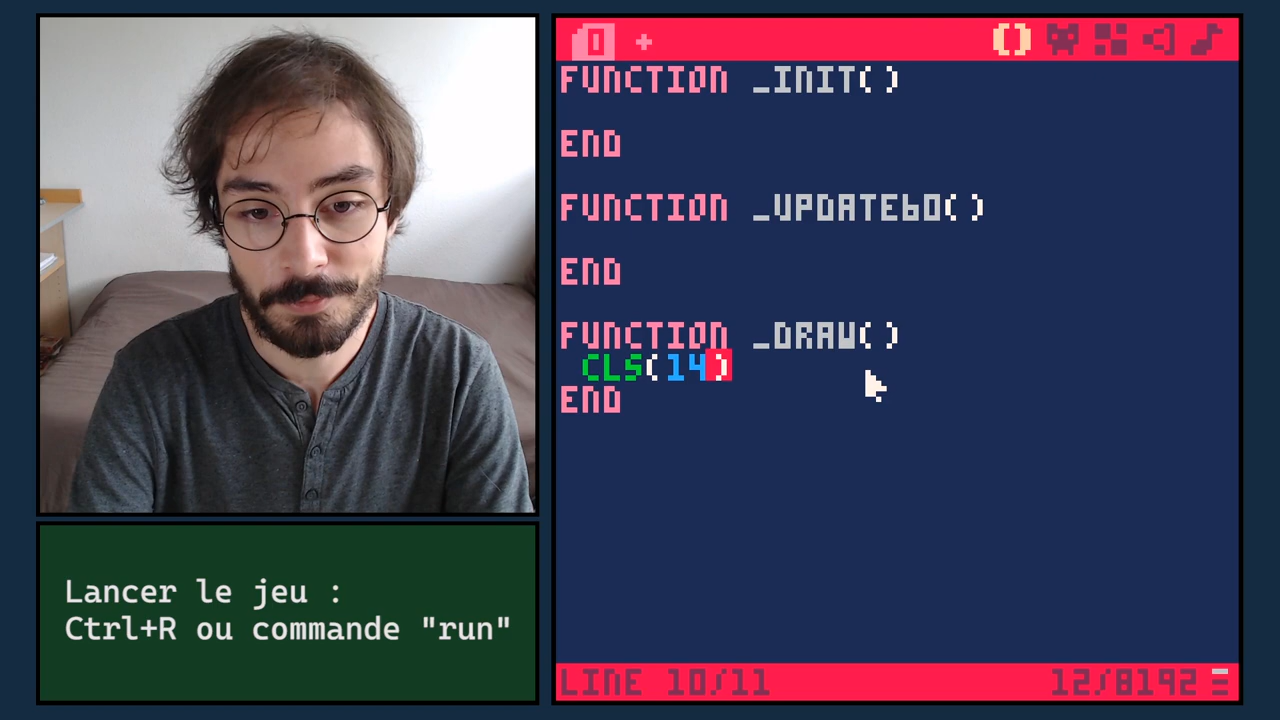 0 +
FUNCTION _INIT()
END
FUNCTION _UPDATE60()
END
FUNCTION _DRAW()
CLS(14)
END
LINE 10/11
12/8192
Lancer le jeu :
Ctrl+R ou commande "run"